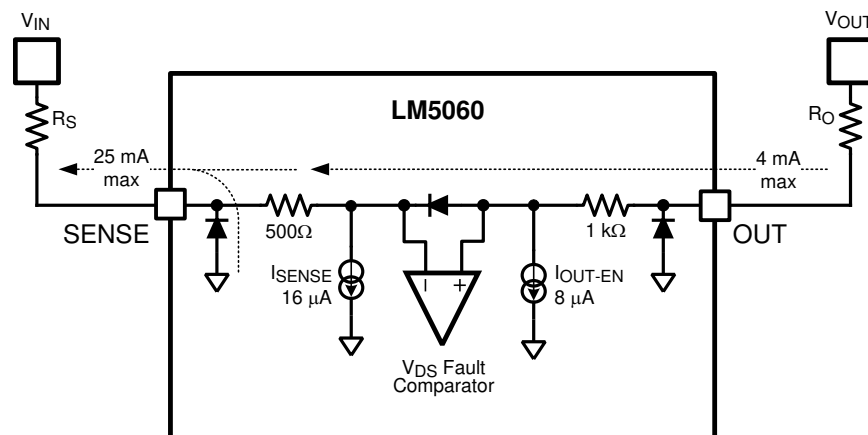 VIN
VOUT
RS
LM5060
RO
25 mA
max
4 mA
max
SENSE
500Ω
1 kΩ
OUT
ISENSE
16 μA
− +
IOUT-EN
8 μA
VDS Fault
Comparator